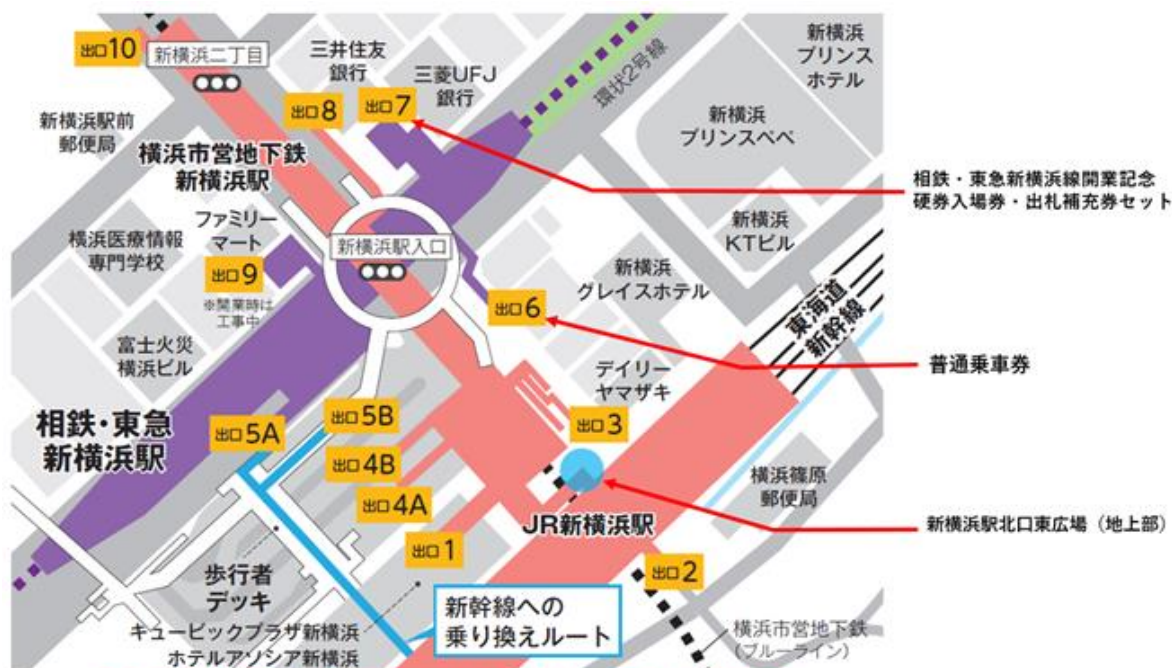 出口10
新横浜二丁目
三井住友
銀行
三菱UFJ
銀行
出口7
出口8
環状2号線
新横浜
プリンス
ホテル
新横浜駅前
郵便局
新横浜
プリンスペペ
横浜市営地下鉄
新横浜駅
相鉄・東急新横浜線開業記念
硬券入場券・出札補充券セット
ファミリー
マート
新横浜駅入口
新横浜
KTビル
横浜医療情報
専門学校
出口9
※開業時は
工事中
新横浜
グレイスホテル
出口6
東海道
新幹線
富士火災
横浜ビル
デイリー
ヤマザキ
普通乗車券
相鉄・東急
新横浜駅
出口5A
出口5B
出口3
出口4B
出口4A
横浜篠原
郵便局
JR新横浜駅
新横浜駅北口東広場（地上部）
出口1
出口2
歩行者
デッキ
新幹線への
乗り換えルート
キュービックプラザ新横浜
ホテルアソシア新横浜
横浜市営地下鉄
(ブルーライン)